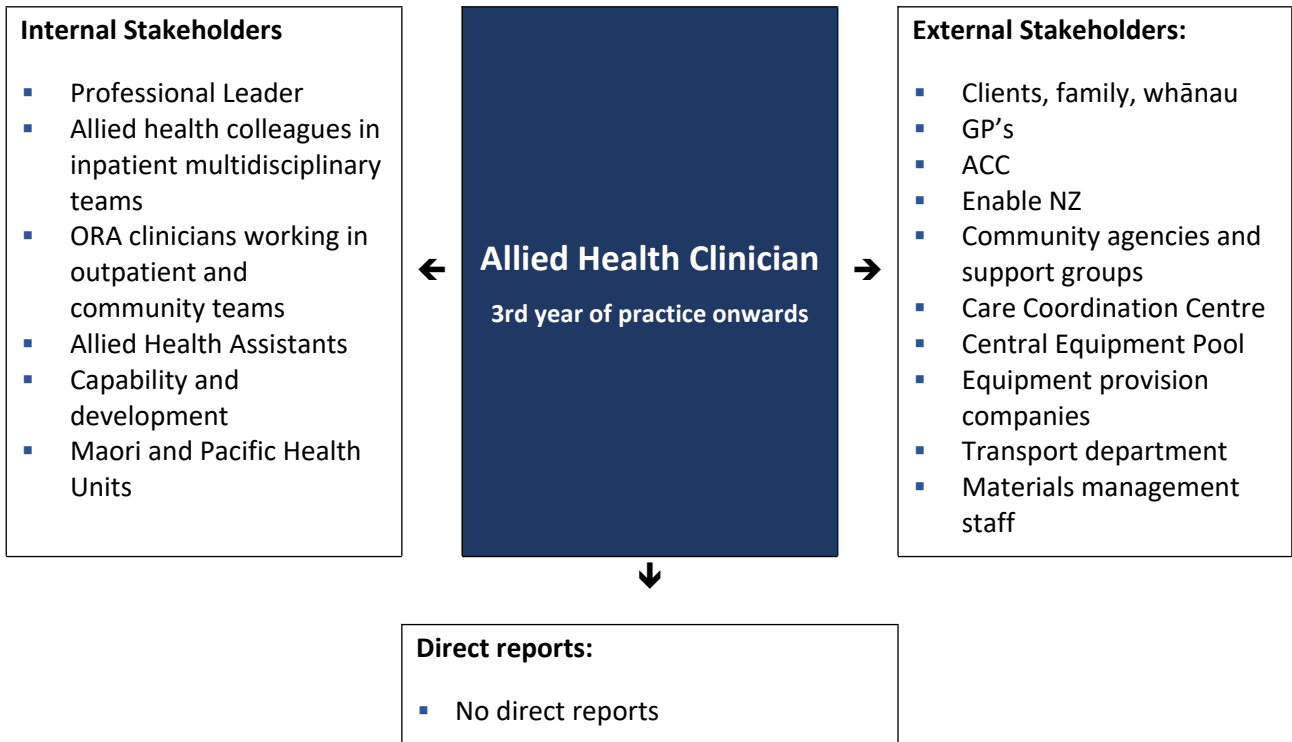 Internal Stakeholders
▪ Professional Leader
▪ Allied health colleagues in
inpatient multidisciplinary
teams
▪ ORA clinicians working in
outpatient and
community teams
▪ Allied Health Assistants
▪ Capability and
development
▪ Maori and Pacific Health
Units
Allied Health Clinician
3rd year of practice onwards
External Stakeholders:
▪ Clients, family, whānau
▪ GP’s
▪ ACC
▪ Enable NZ
▪ Community agencies and
support groups
▪ Care Coordination Centre
▪ Central Equipment Pool
▪ Equipment provision
companies
▪ Transport department
▪ Materials management
staff
Direct reports:
▪ No direct reports